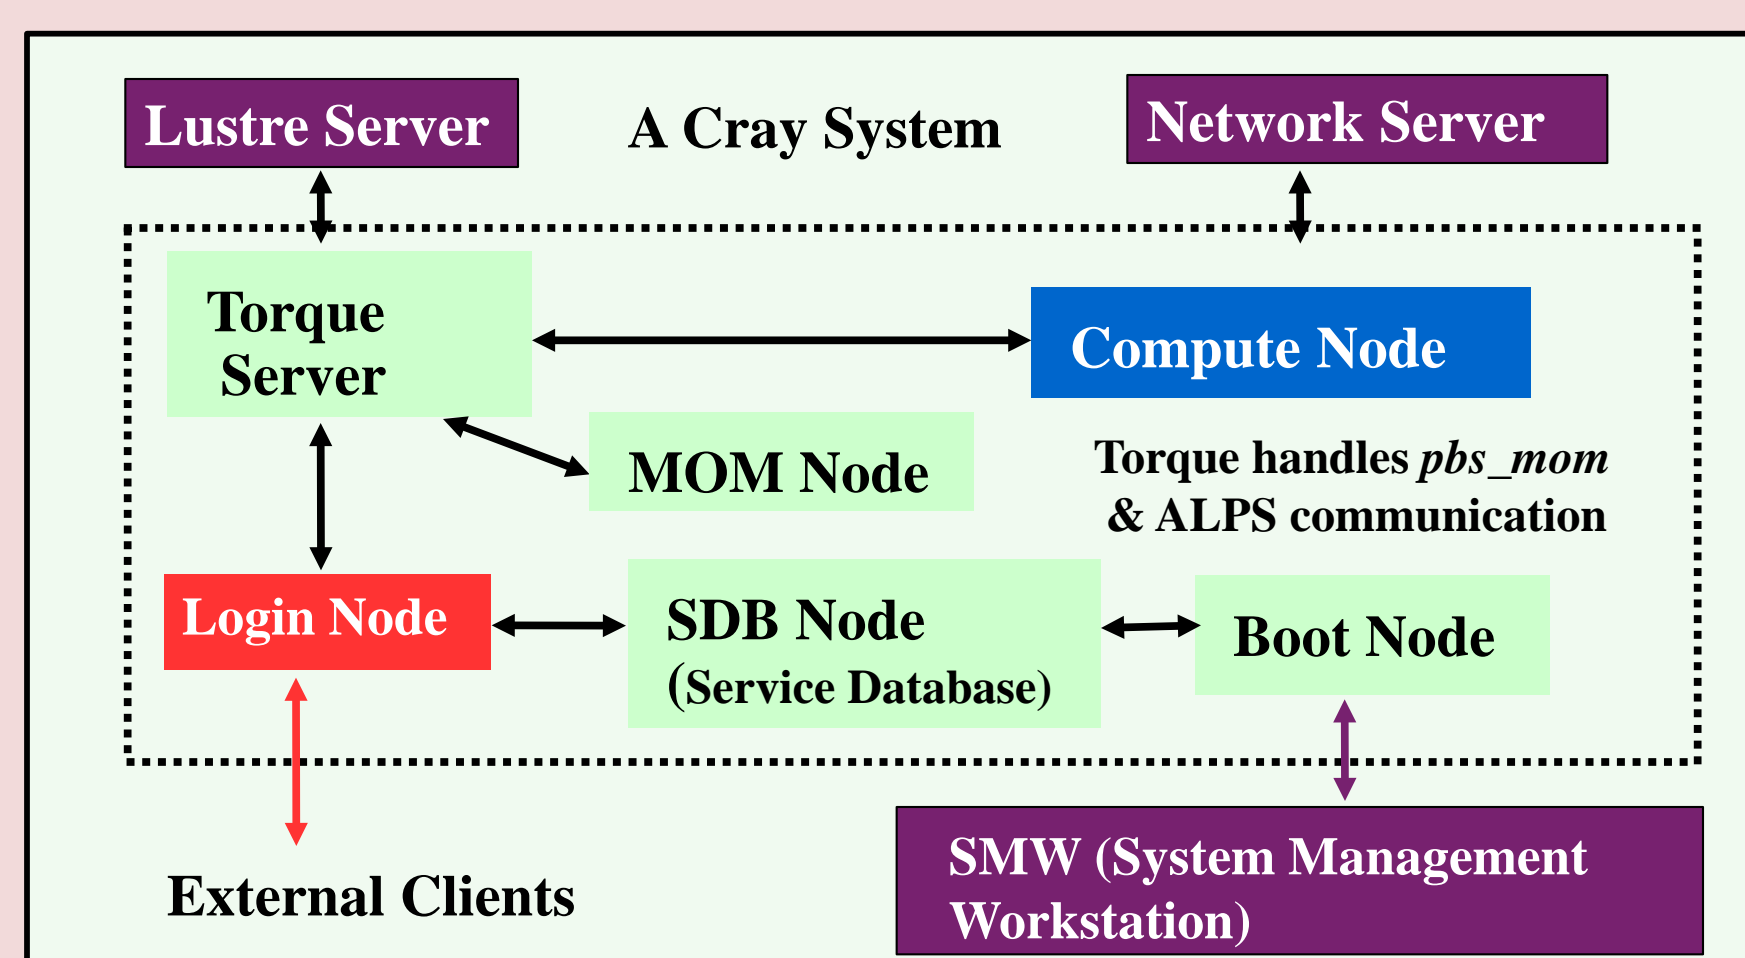 Lustre Server
A Cray System
Network Server
Torque
Server
Compute Node
MOM Node
Torque handles pbs_mom
& ALPS communication
Login Node
SDB Node
(Service Database)
Boot Node
External Clients
SMW (System Management
Workstation)